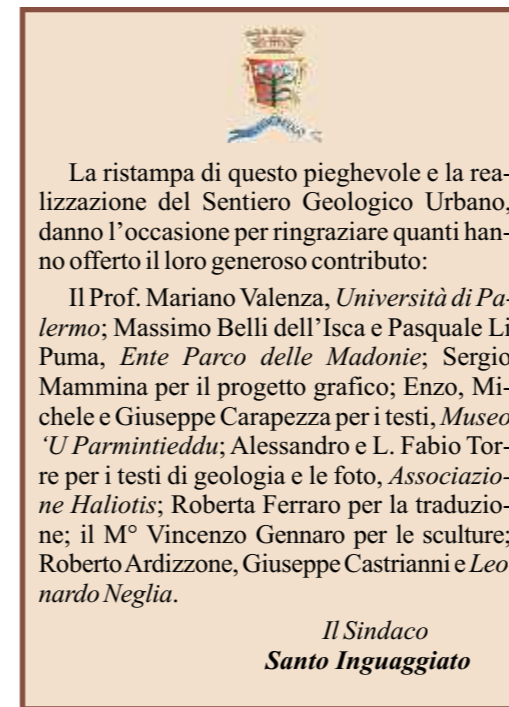 La ristampa di questo pieghevole e la rea-
lizzazione del Sentiero Geologico Urbano,
danno l’occasione per ringraziare quanti han-
no offerto il loro generoso contributo:
Il Prof. Mariano Valenza, Università di Pa-
lermo; Massimo Belli dell’Isca e Pasquale Li
Puma, Ente Parco delle Madonie; Sergio
Mammina per il progetto grafico; Enzo, Mi-
chele e Giuseppe Carapezza per i testi, Museo
‘U Parmintieddu; Alessandro e L. Fabio Tor-
re per i testi di geologia e le foto, Associazio-
ne Haliotis; Roberta Ferraro per la traduzio-
ne; il M° Vincenzo Gennaro per le sculture;
Roberto Ardizzone, Giuseppe Castrianni e Leo
nardo Neglia.
Il Sindaco
Santo Inguaggiato